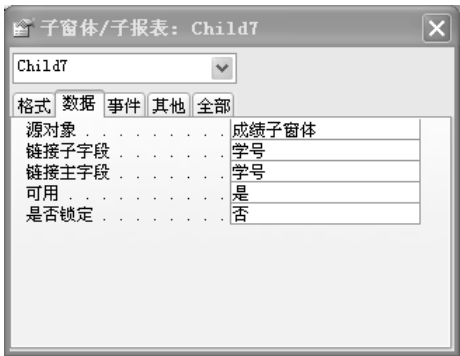 子窗体/子报表: Child7
Child7
格式 数据 事件 其他 全部
源对象 . . . . . . . . . 成绩子窗体
链接子字段 . . . . . . . 学号
链接主字段 . . . . . . . 学号
可用 . . . . . . . . . . 是
是否锁定 . . . . . . . . 否